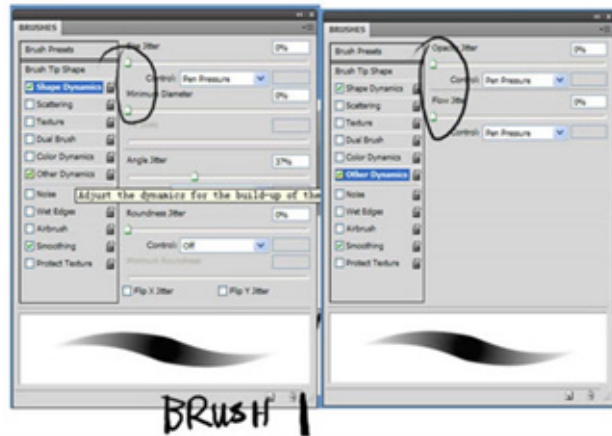 BRUSHES
Brush Presets
Size Jitter
0%
Brush Tip Shape
Control: Pen Pressure
Shape Dynamics
Minimum Diameter
0%
Scattering
Texture
Dual Brush
Color Dynamics
Angle Jitter
37%
Other Dynamics
Noise
Adjust the dynamics for the build-up of the
Wet Edges
Roundness Jitter
0%
Airbrush
Smoothing
Control: Off
Protect Texture
Minimum Roundness
Flip X Jitter
Flip Y Jitter
BRUSHES
Brush Presets
Opacity Jitter
0%
Brush Tip Shape
Control: Pen Pressure
Shape Dynamics
Scattering
Flow Jitter
0%
Texture
Dual Brush
Control: Pen Pressure
Color Dynamics
Other Dynamics
Noise
Wet Edges
Airbrush
Smoothing
Protect Texture
BRUSH 1